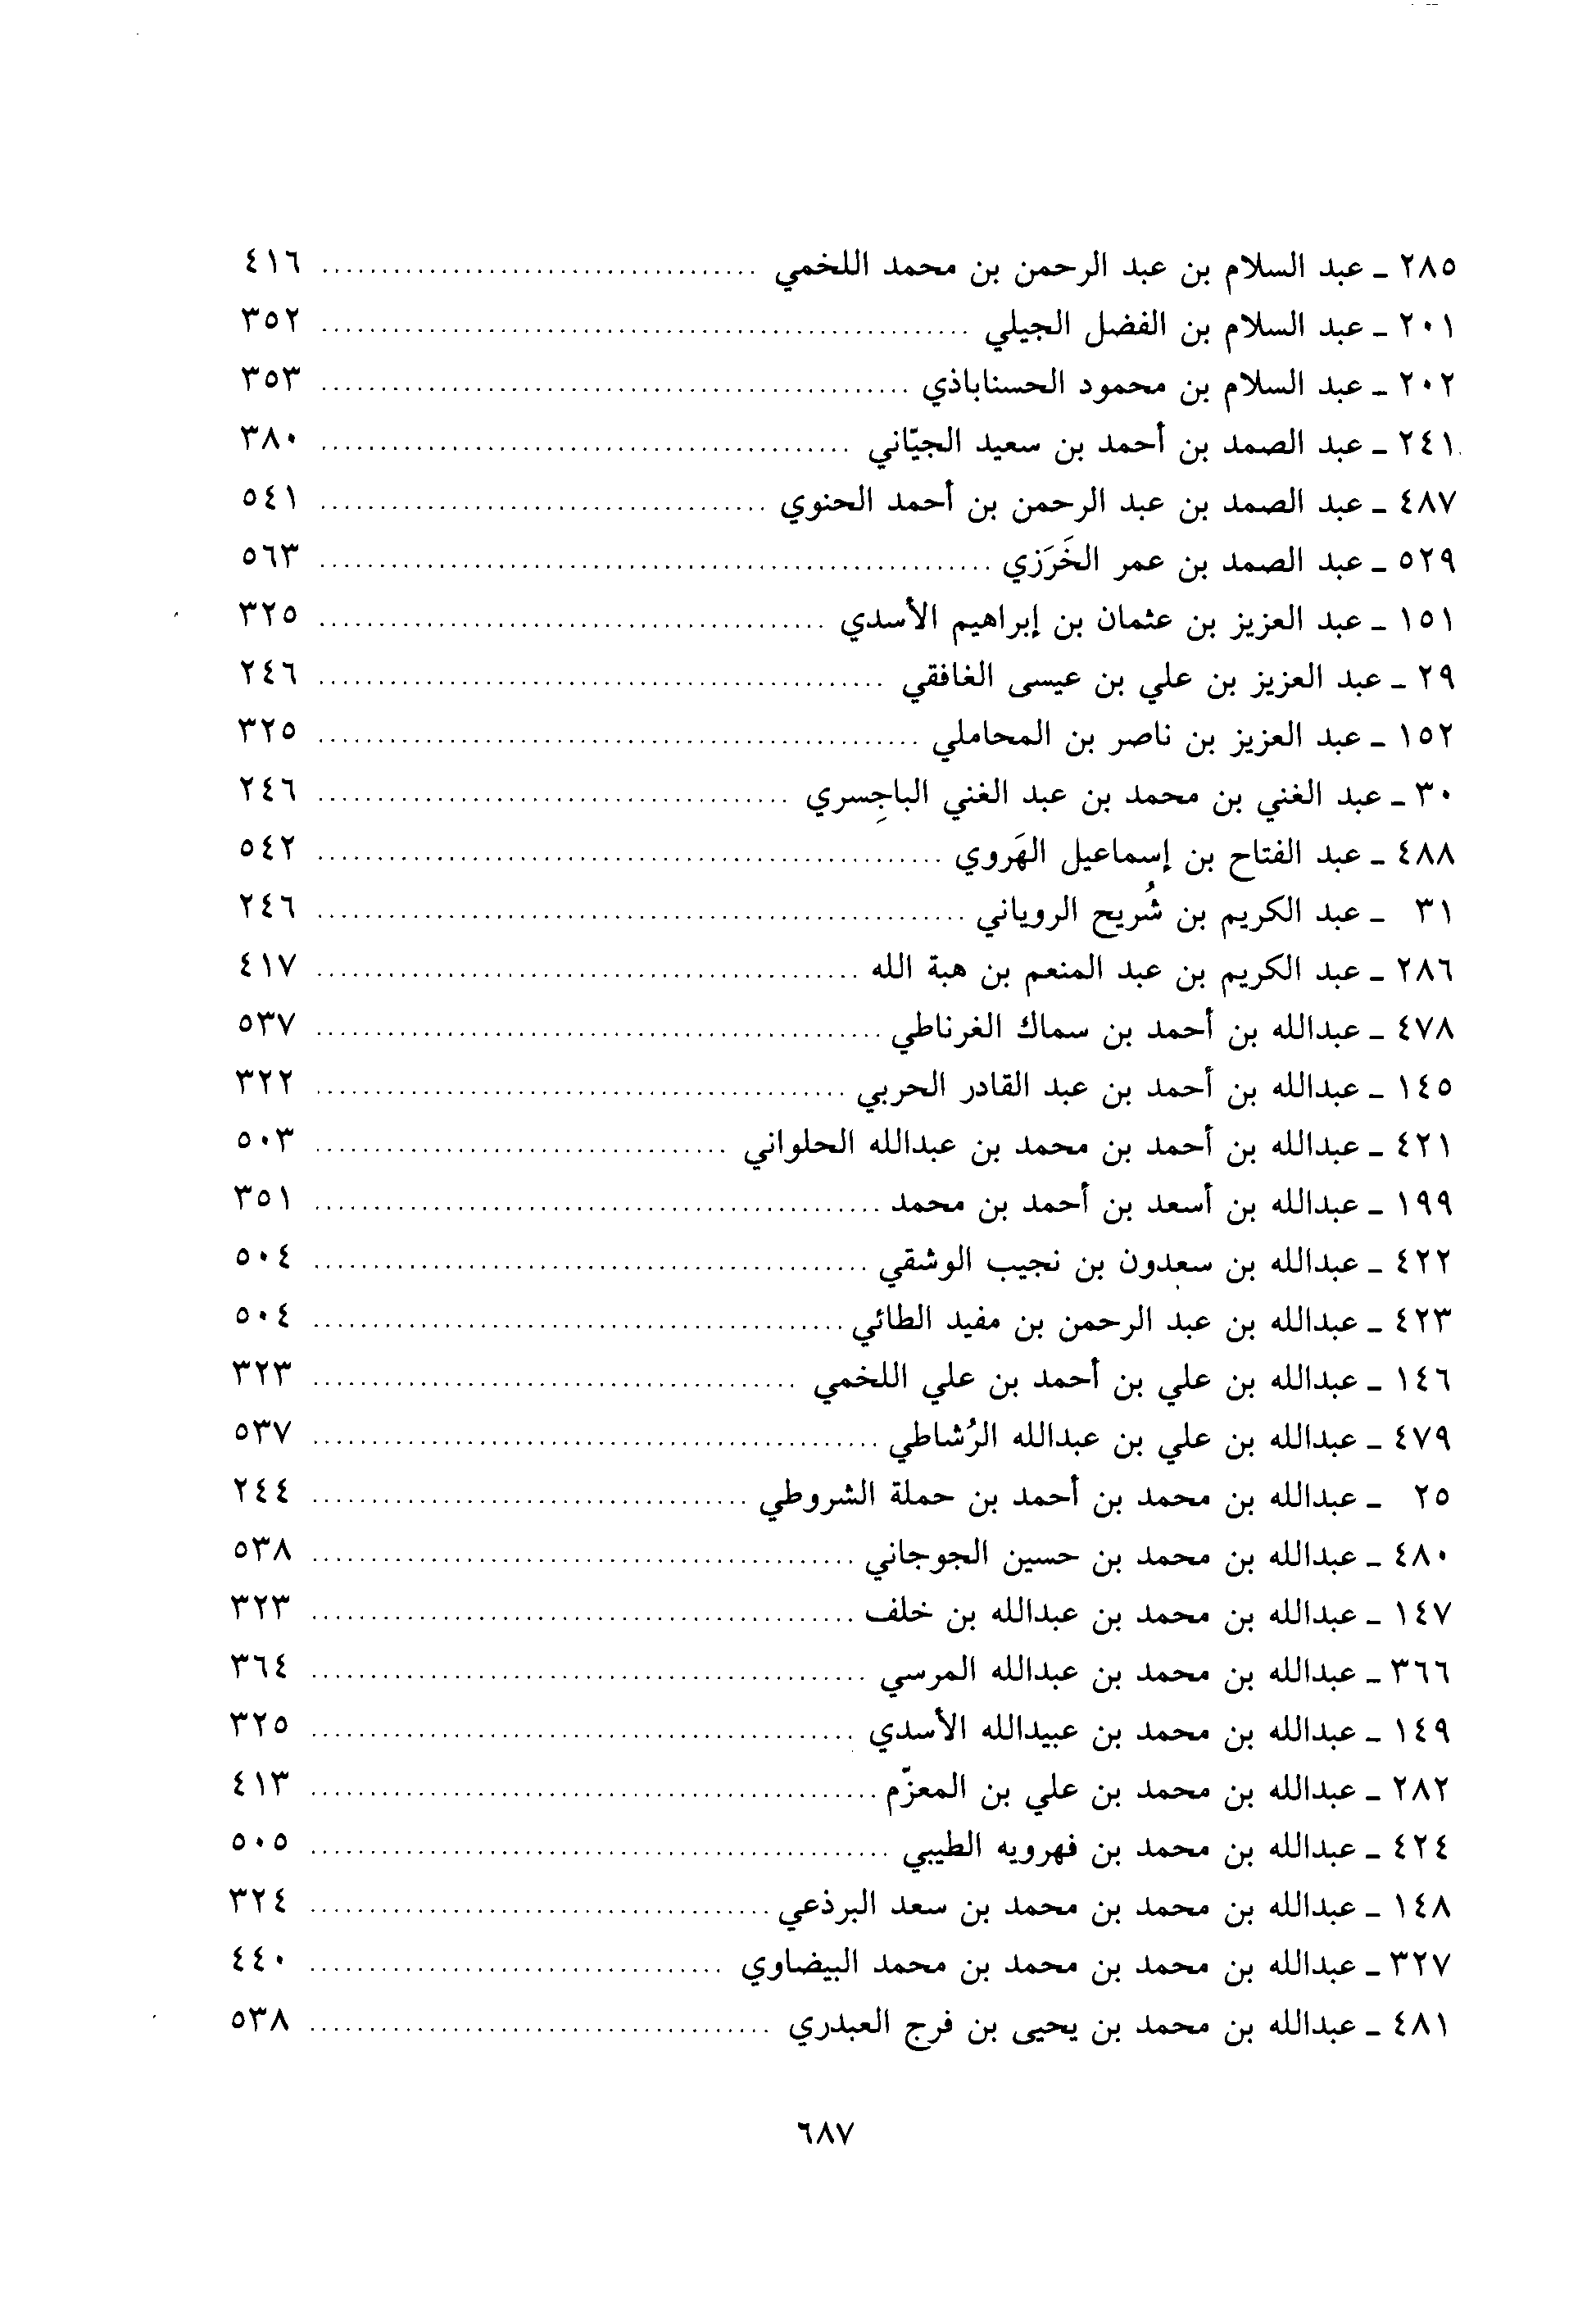 ٢٨٥ ـ عبد السلام بن عبد الرحمن بن محمد اللخمي ........ ٤١٦
٢٠١ ـ عبد السلام بن الفضل الجيلي ........ ٣٥٢
٢٠٢ ـ عبد السلام بن محمود الحسناباذي ........ ٣٥٣
٢٤١ ـ عبد الصمد بن أحمد بن سعيد الجيّاني ........ ٣٨٠
٤٨٧ ـ عبد الصمد بن عبد الرحمن بن أحمد الحنوي ........ ٥٤١
٥٢٩ ـ عبد الصمد بن عمر الخَرَزي ........ ٥٦٣
١٥١ ـ عبد العزيز بن عثمان بن إبراهيم الأسدي ........ ٣٢٥
٢٩ ـ عبد العزيز بن علي بن عيسى الغافقي ........ ٢٤٦
١٥٢ ـ عبد العزيز بن ناصر بن المحاملي ........ ٣٢٥
٣٠ ـ عبد الغني بن محمد بن عبد الغني الباجِسري ........ ٢٤٦
٤٨٨ ـ عبد الفتاح بن إسماعيل الهَروي ........ ٥٤٢
٣١ ـ عبد الكريم بن شُريح الروياني ........ ٢٤٦
٢٨٦ ـ عبد الكريم بن عبد المنعم بن هبة الله ........ ٤١٧
٤٧٨ ـ عبدالله بن أحمد بن سماك الغرناطي ........ ٥٣٧
١٤٥ ـ عبدالله بن أحمد بن عبد القادر الحربي ........ ٣٢٢
٤٢١ ـ عبدالله بن أحمد بن محمد بن عبدالله الحلواني ........ ٥٠٣
١٩٩ ـ عبدالله بن أسعد بن أحمد بن محمد ........ ٣٥١
٤٢٢ ـ عبدالله بن سعدون بن نجيب الوشقي ........ ٥٠٤
٤٢٣ ـ عبدالله بن عبد الرحمن بن مفيد الطائي ........ ٥٠٤
١٤٦ ـ عبدالله بن علي بن أحمد بن علي اللخمي ........ ٣٢٣
٤٧٩ ـ عبدالله بن علي بن عبدالله الرُشاطي ........ ٥٣٧
٢٥ ـ عبدالله بن محمد بن أحمد بن حملة الشروطي ........ ٢٤٤
٤٨٠ ـ عبدالله بن محمد بن حسين الجوجاني ........ ٥٣٨
١٤٧ ـ عبدالله بن محمد بن عبدالله بن خلف ........ ٣٢٣
٣٦٦ ـ عبدالله بن محمد بن عبدالله المرسي ........ ٣٦٤
١٤٩ ـ عبدالله بن محمد بن عبيدالله الأسدي ........ ٣٢٥
٢٨٢ ـ عبدالله بن محمد بن علي بن المعزّم ........ ٤١٣
٤٢٤ ـ عبدالله بن محمد بن فهرويه الطيبي ........ ٥٠٥
١٤٨ ـ عبدالله بن محمد بن محمد بن سعد البرذعي ........ ٣٢٤
٣٢٧ ـ عبدالله بن محمد بن محمد بن محمد البيضاوي ........ ٤٤٠
٤٨١ ـ عبدالله بن محمد بن يحيى بن فرج العبدري ........ ٥٣٨
٦٨٧